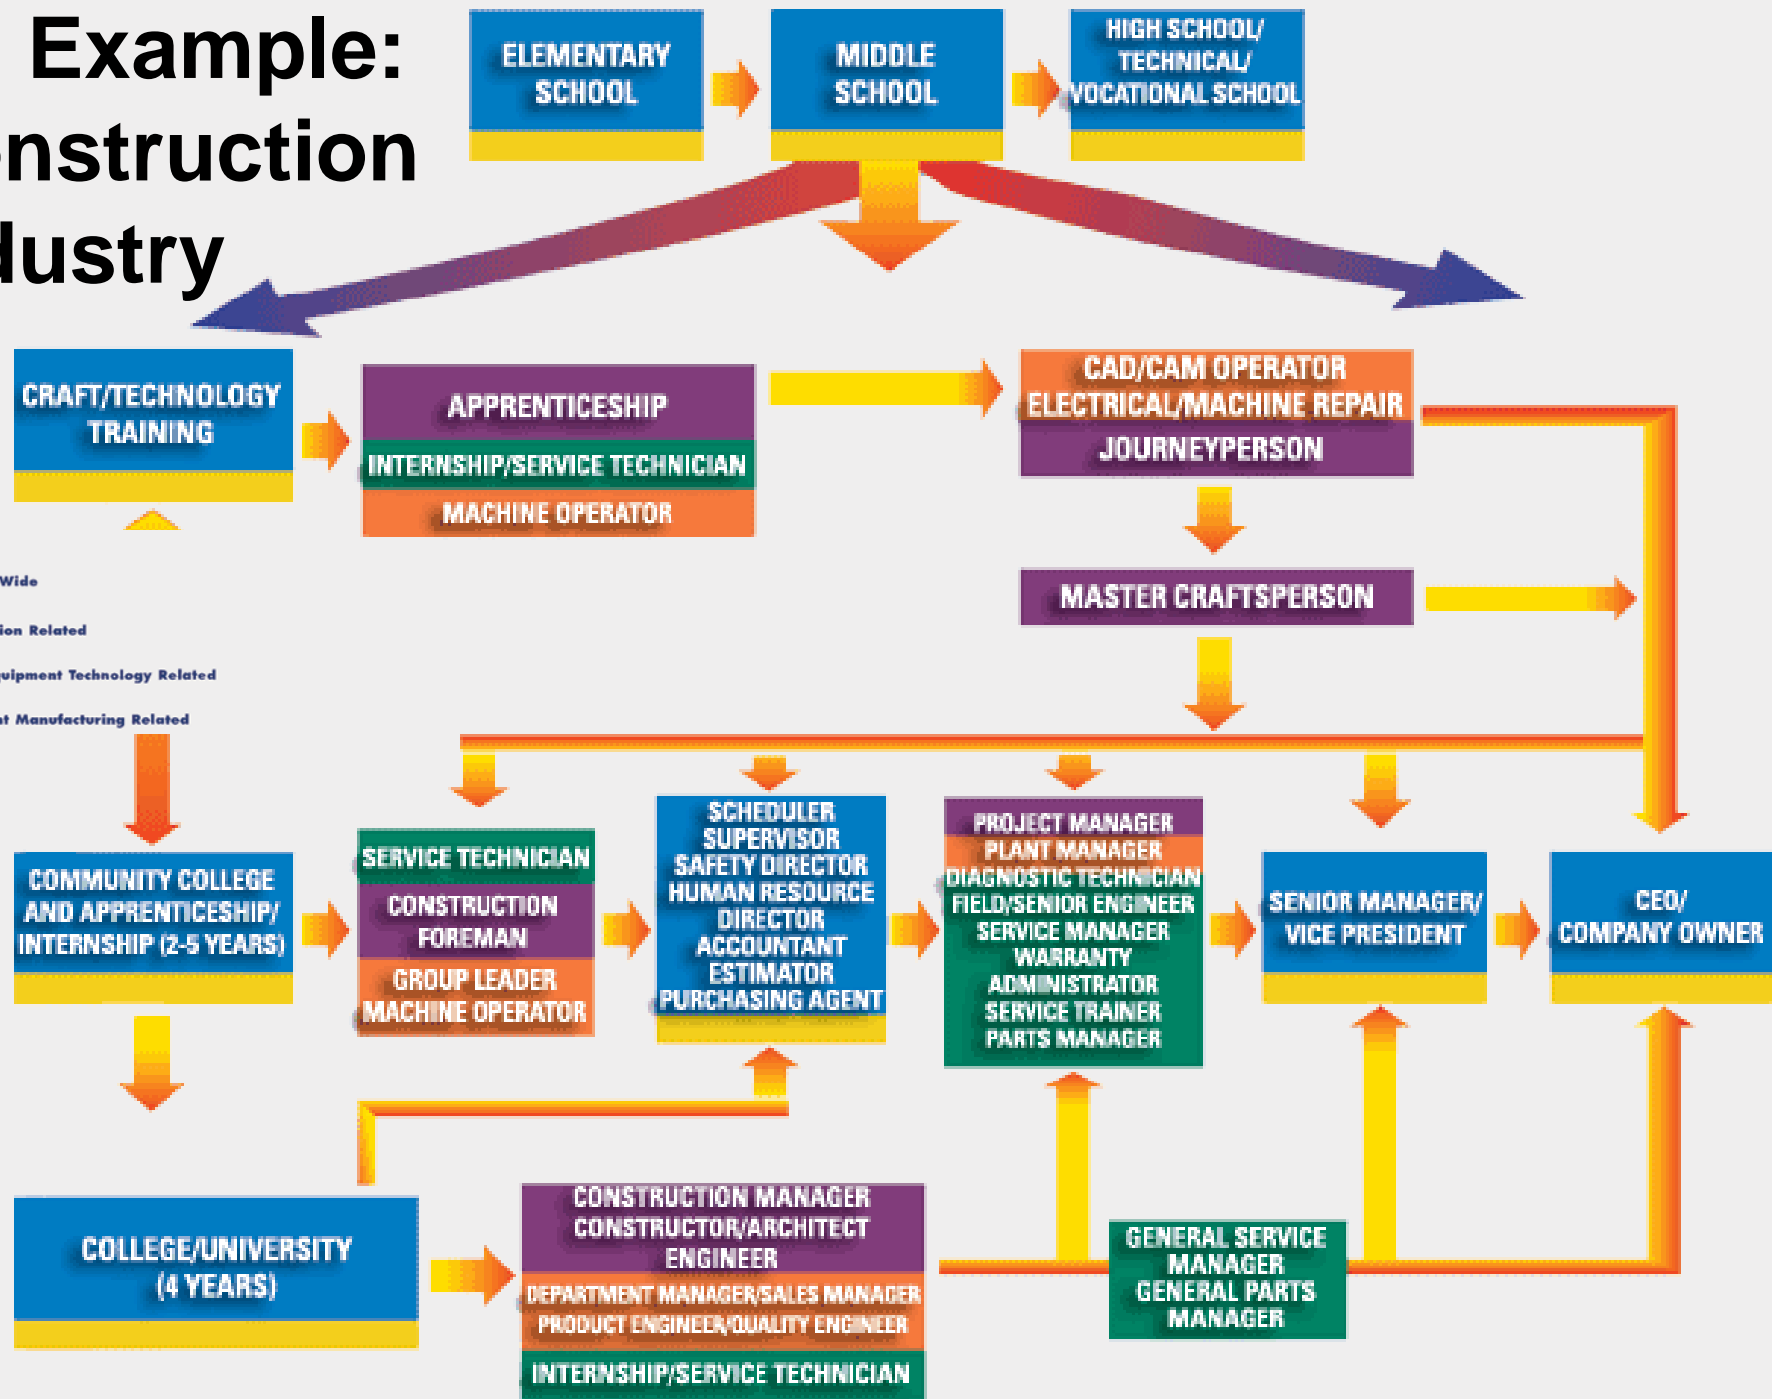 Example:
nstruction
dustry
ELEMENTARY
SCHOOL
MIDDLE
SCHOOL
HIGH SCHOOL/
TECHNICAL/
VOCATIONAL SCHOOL
CRAFT/TECHNOLOGY
TRAINING
APPRENTICESHIP
INTERNSHIP/SERVICE TECHNICIAN
MACHINE OPERATOR
CAD/CAM OPERATOR
ELECTRICAL/MACHINE REPAIR
JOURNEYPERSON
MASTER CRAFTSPERSON
Wide
ion Related
uipment Technology Related
nt Manufacturing Related
COMMUNITY COLLEGE
AND APPRENTICESHIP/
INTERNSHIP (2-5 YEARS)
SERVICE TECHNICIAN
CONSTRUCTION
FOREMAN
GROUP LEADER
MACHINE OPERATOR
SCHEDULER
SUPERVISOR
SAFETY DIRECTOR
HUMAN RESOURCE
DIRECTOR
ACCOUNTANT
ESTIMATOR
PURCHASING AGENT
PROJECT MANAGER
PLANT MANAGER
DIAGNOSTIC TECHNICIAN
FIELD/SENIOR ENGINEER
SERVICE MANAGER
WARRANTY
ADMINISTRATOR
SERVICE TRAINER
PARTS MANAGER
SENIOR MANAGER/
VICE PRESIDENT
CEO/
COMPANY OWNER
COLLEGE/UNIVERSITY
(4 YEARS)
CONSTRUCTION MANAGER
CONSTRUCTOR/ARCHITECT
ENGINEER
DEPARTMENT MANAGER/SALES MANAGER
PRODUCT ENGINEER/QUALITY ENGINEER
INTERNSHIP/SERVICE TECHNICIAN
GENERAL SERVICE
MANAGER
GENERAL PARTS
MANAGER